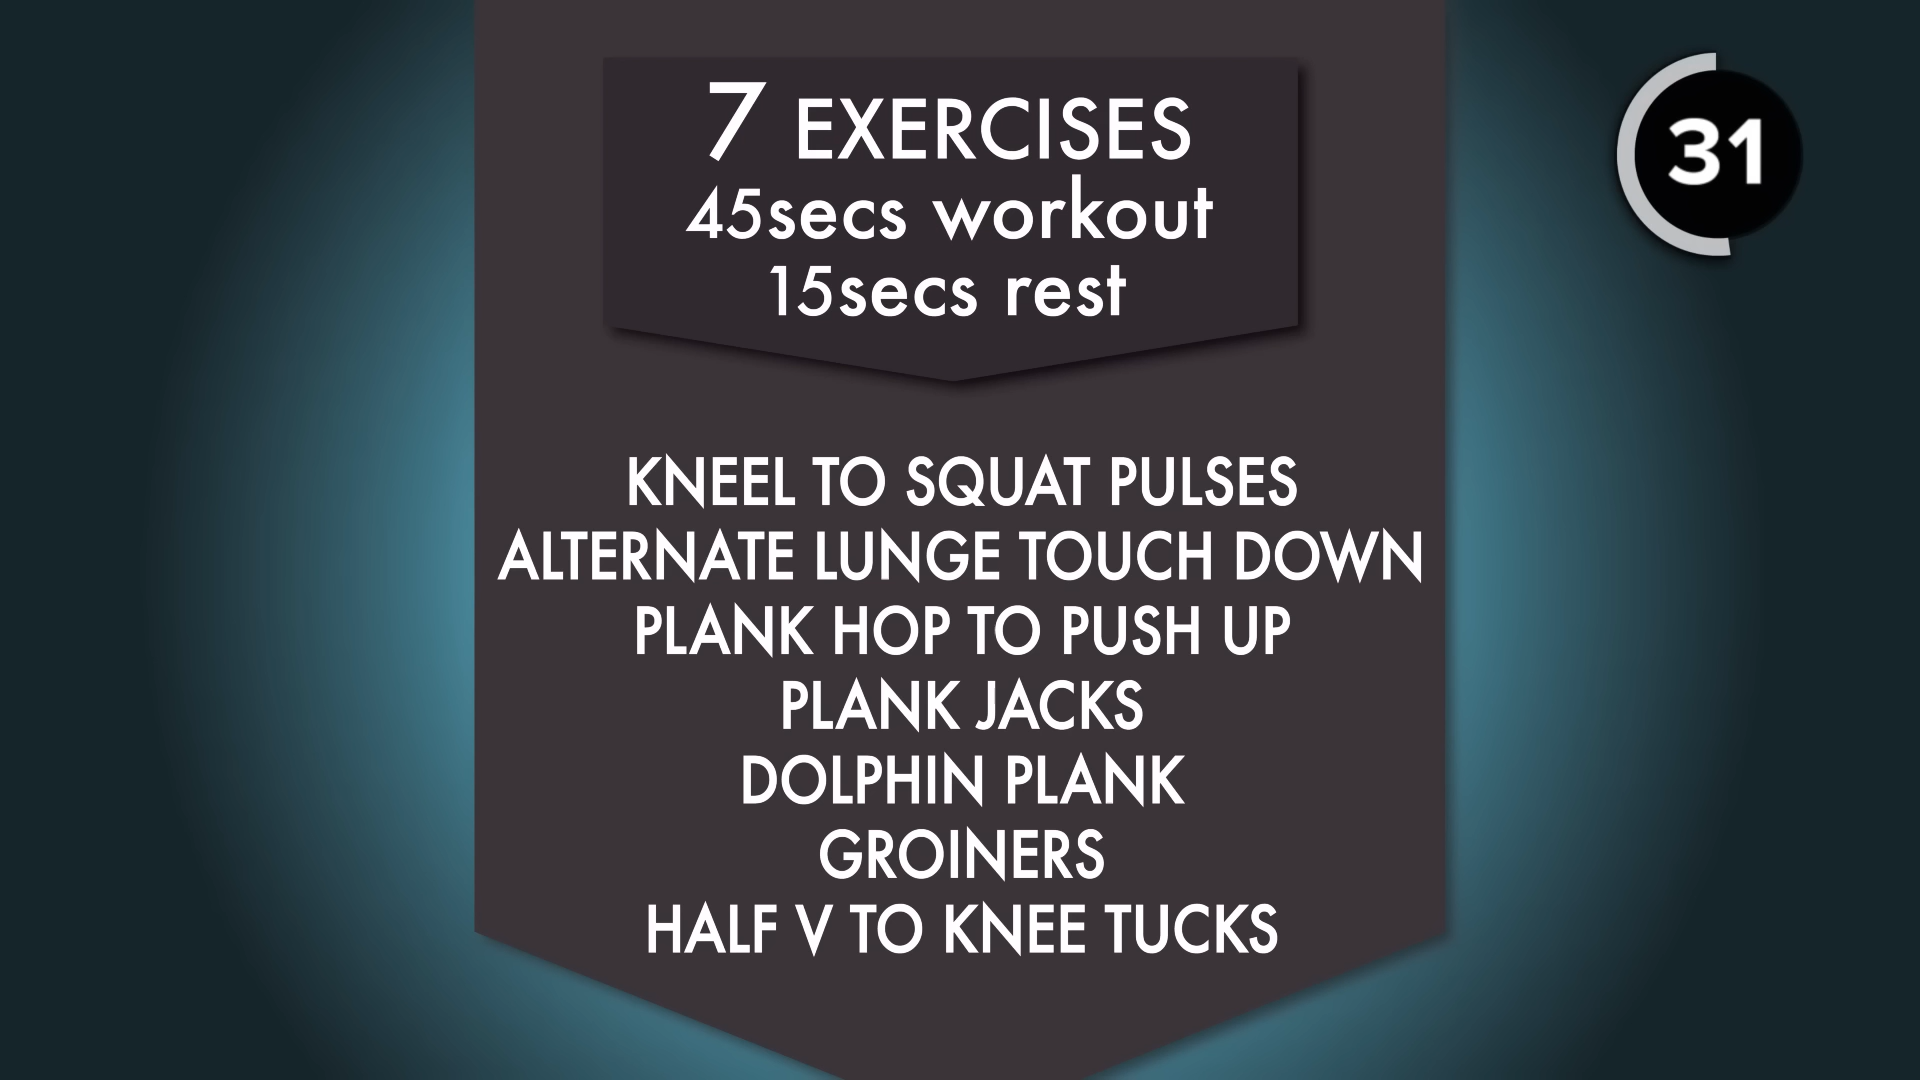 7 EXERCISES
45secs workout
15secs rest
31
KNEEL TO SQUAT PULSES
ALTERNATE LUNGE TOUCH DOWN
PLANK HOP TO PUSH UP
PLANK JACKS
DOLPHIN PLANK
GROINERS
HALF V TO KNEE TUCKS